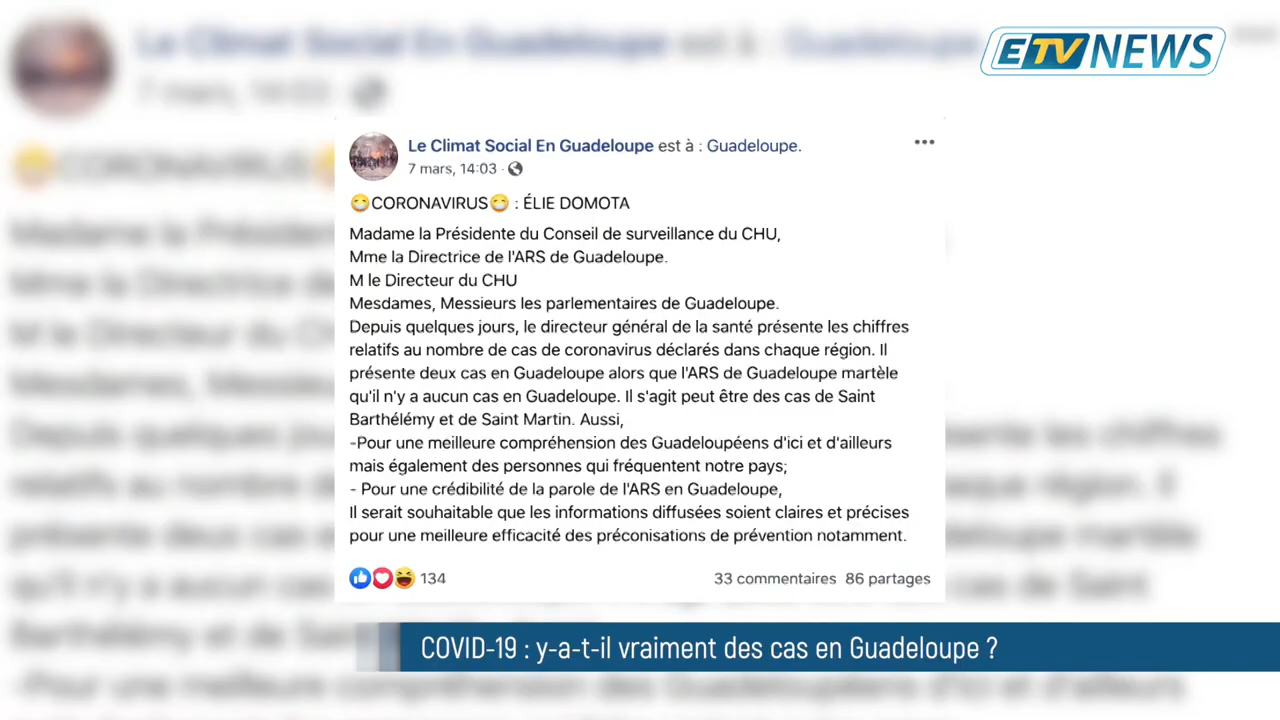 ETVNEWS
Le Climat Social En Guadeloupe est à : Guadeloupe.
7 mars, 14:03
😷CORONAVIRUS😷 : ÉLIE DOMOTA
Madame la Présidente du Conseil de surveillance du CHU,
Mme la Directrice de l'ARS de Guadeloupe.
M le Directeur du CHU
Mesdames, Messieurs les parlementaires de Guadeloupe.
Depuis quelques jours, le directeur général de la santé présente les chiffres
relatifs au nombre de cas de coronavirus déclarés dans chaque région. Il
présente deux cas en Guadeloupe alors que l'ARS de Guadeloupe martèle
qu'il n'y a aucun cas en Guadeloupe. Il s'agit peut être des cas de Saint
Barthélémy et de Saint Martin. Aussi,
-Pour une meilleure compréhension des Guadeloupéens d'ici et d'ailleurs
mais également des personnes qui fréquentent notre pays;
- Pour une crédibilité de la parole de l'ARS en Guadeloupe,
Il serait souhaitable que les informations diffusées soient claires et précises
pour une meilleure efficacité des préconisations de prévention notamment.
134 33 commentaires 86 partages
COVID-19 : y-a-t-il vraiment des cas en Guadeloupe ?